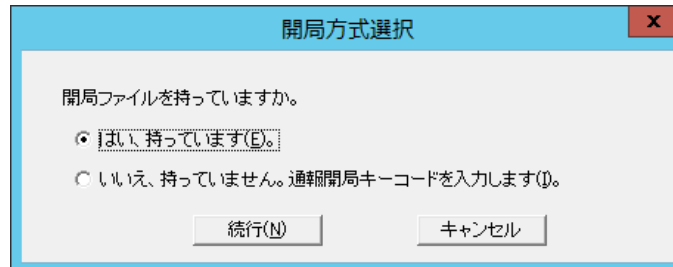 開局方式選択
x
開局ファイルを持っていますか。
はい、持っています(E)。
いいえ、持っていません。通報開局キーコードを入力します(I)。
続行(N)
キャンセル